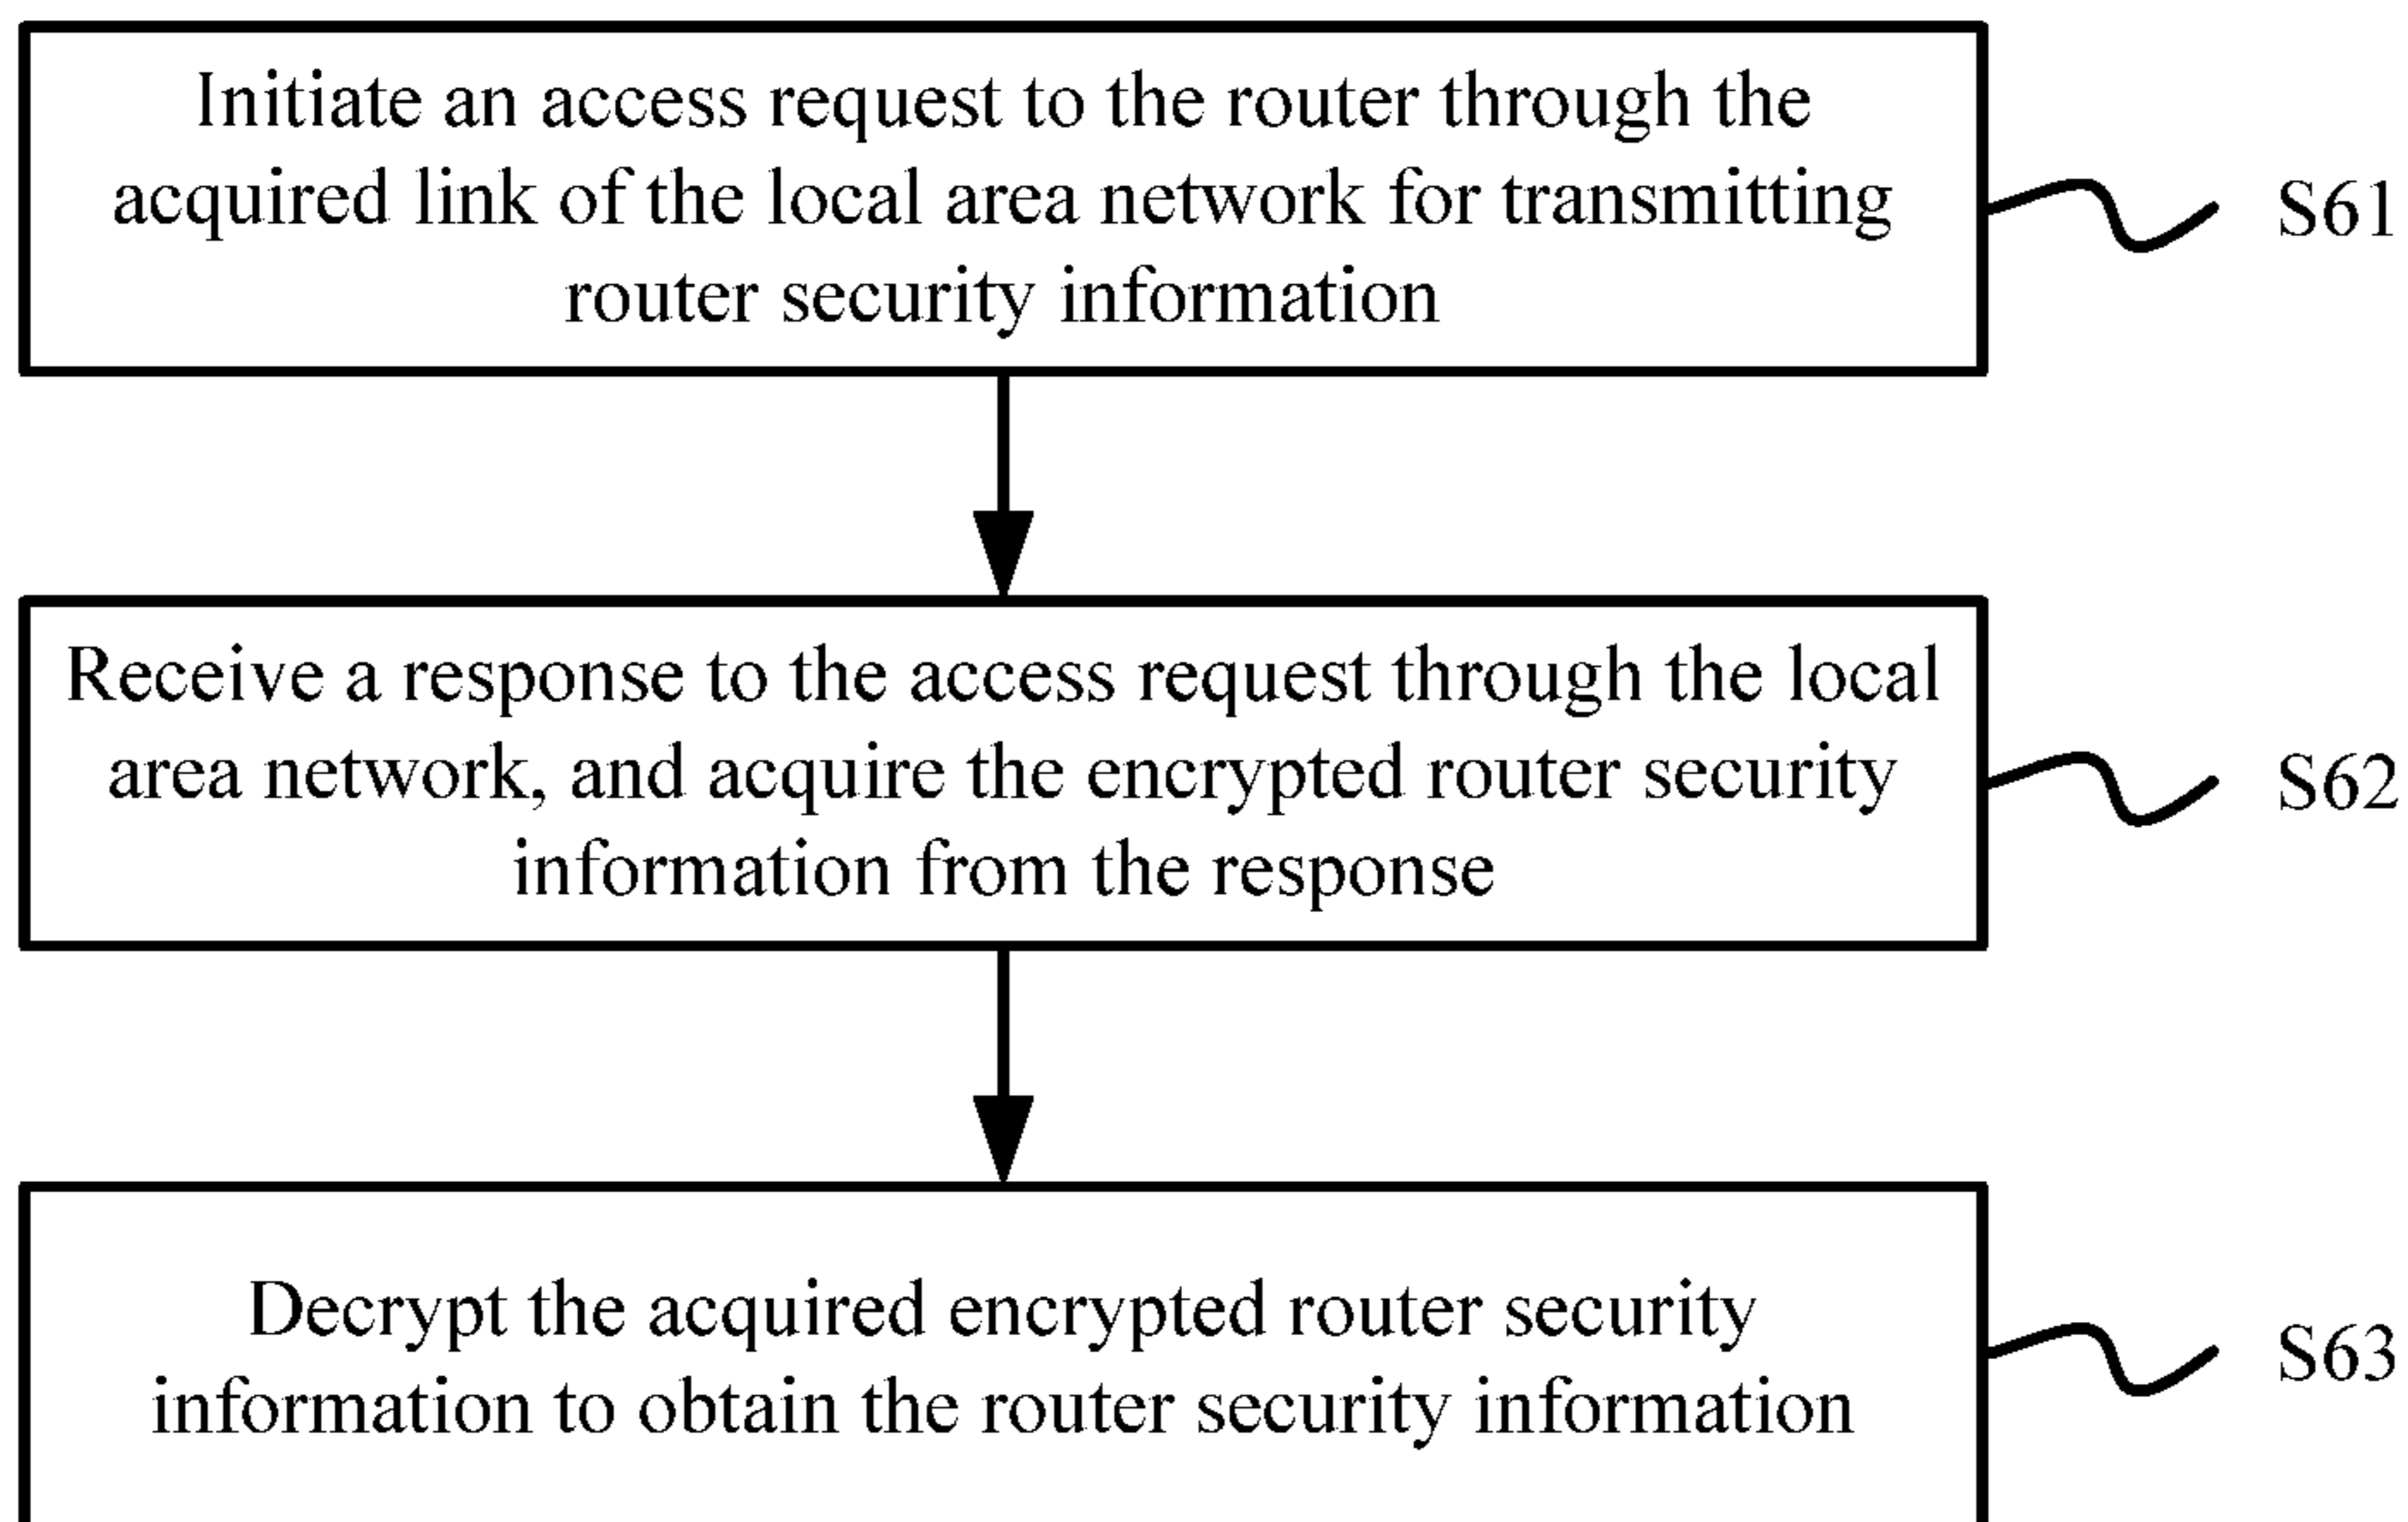 Initiate an access request to the router through the
acquired link of the local area network for transmitting
router security information
S61
Receive a response to the access request through the local
area network, and acquire the encrypted router security
information from the response
S62
Decrypt the acquired encrypted router security
information to obtain the router security information
S63